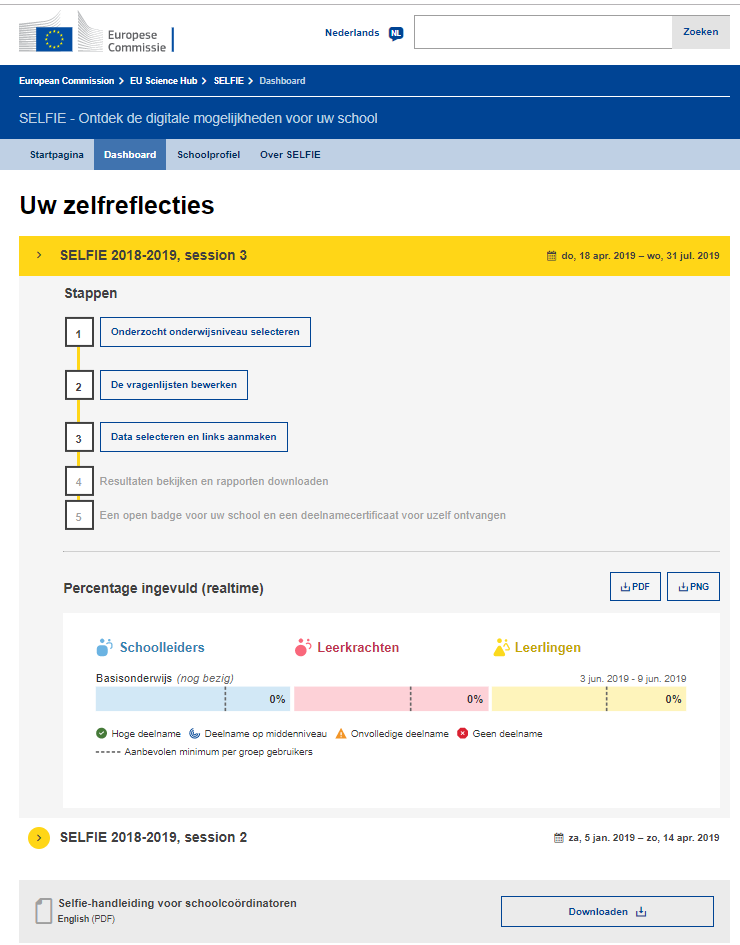 Europese
Commissie
Nederlands NL
Zoeken
European Commission > EU Science Hub > SELFIE > Dashboard
SELFIE - Ontdek de digitale mogelijkheden voor uw school
Startpagina Dashboard Schoolprofiel Over SELFIE
Uw zelfreflecties
SELFIE 2018-2019, session 3 do, 18 apr. 2019 – wo, 31 jul. 2019
Stappen
1 Onderzocht onderwijsniveau selecteren
2 De vragenlijsten bewerken
3 Data selecteren en links aanmaken
4 Resultaten bekijken en rapporten downloaden
5 Een open badge voor uw school en een deelnamecertificaat voor uzelf ontvangen
Percentage ingevuld (realtime) PDF PNG
Schoolleiders Leerkrachten Leerlingen
Basisonderwijs (nog bezig) 3 jun. 2019 - 9 jun. 2019
0% 0% 0%
Hoge deelname Deelname op middenniveau Onvolledige deelname Geen deelname
Aanbevolen minimum per groep gebruikers
SELFIE 2018-2019, session 2 za, 5 jan. 2019 – zo, 14 apr. 2019
Selfie-handleiding voor schoolcoördinatoren
English (PDF)
Downloaden